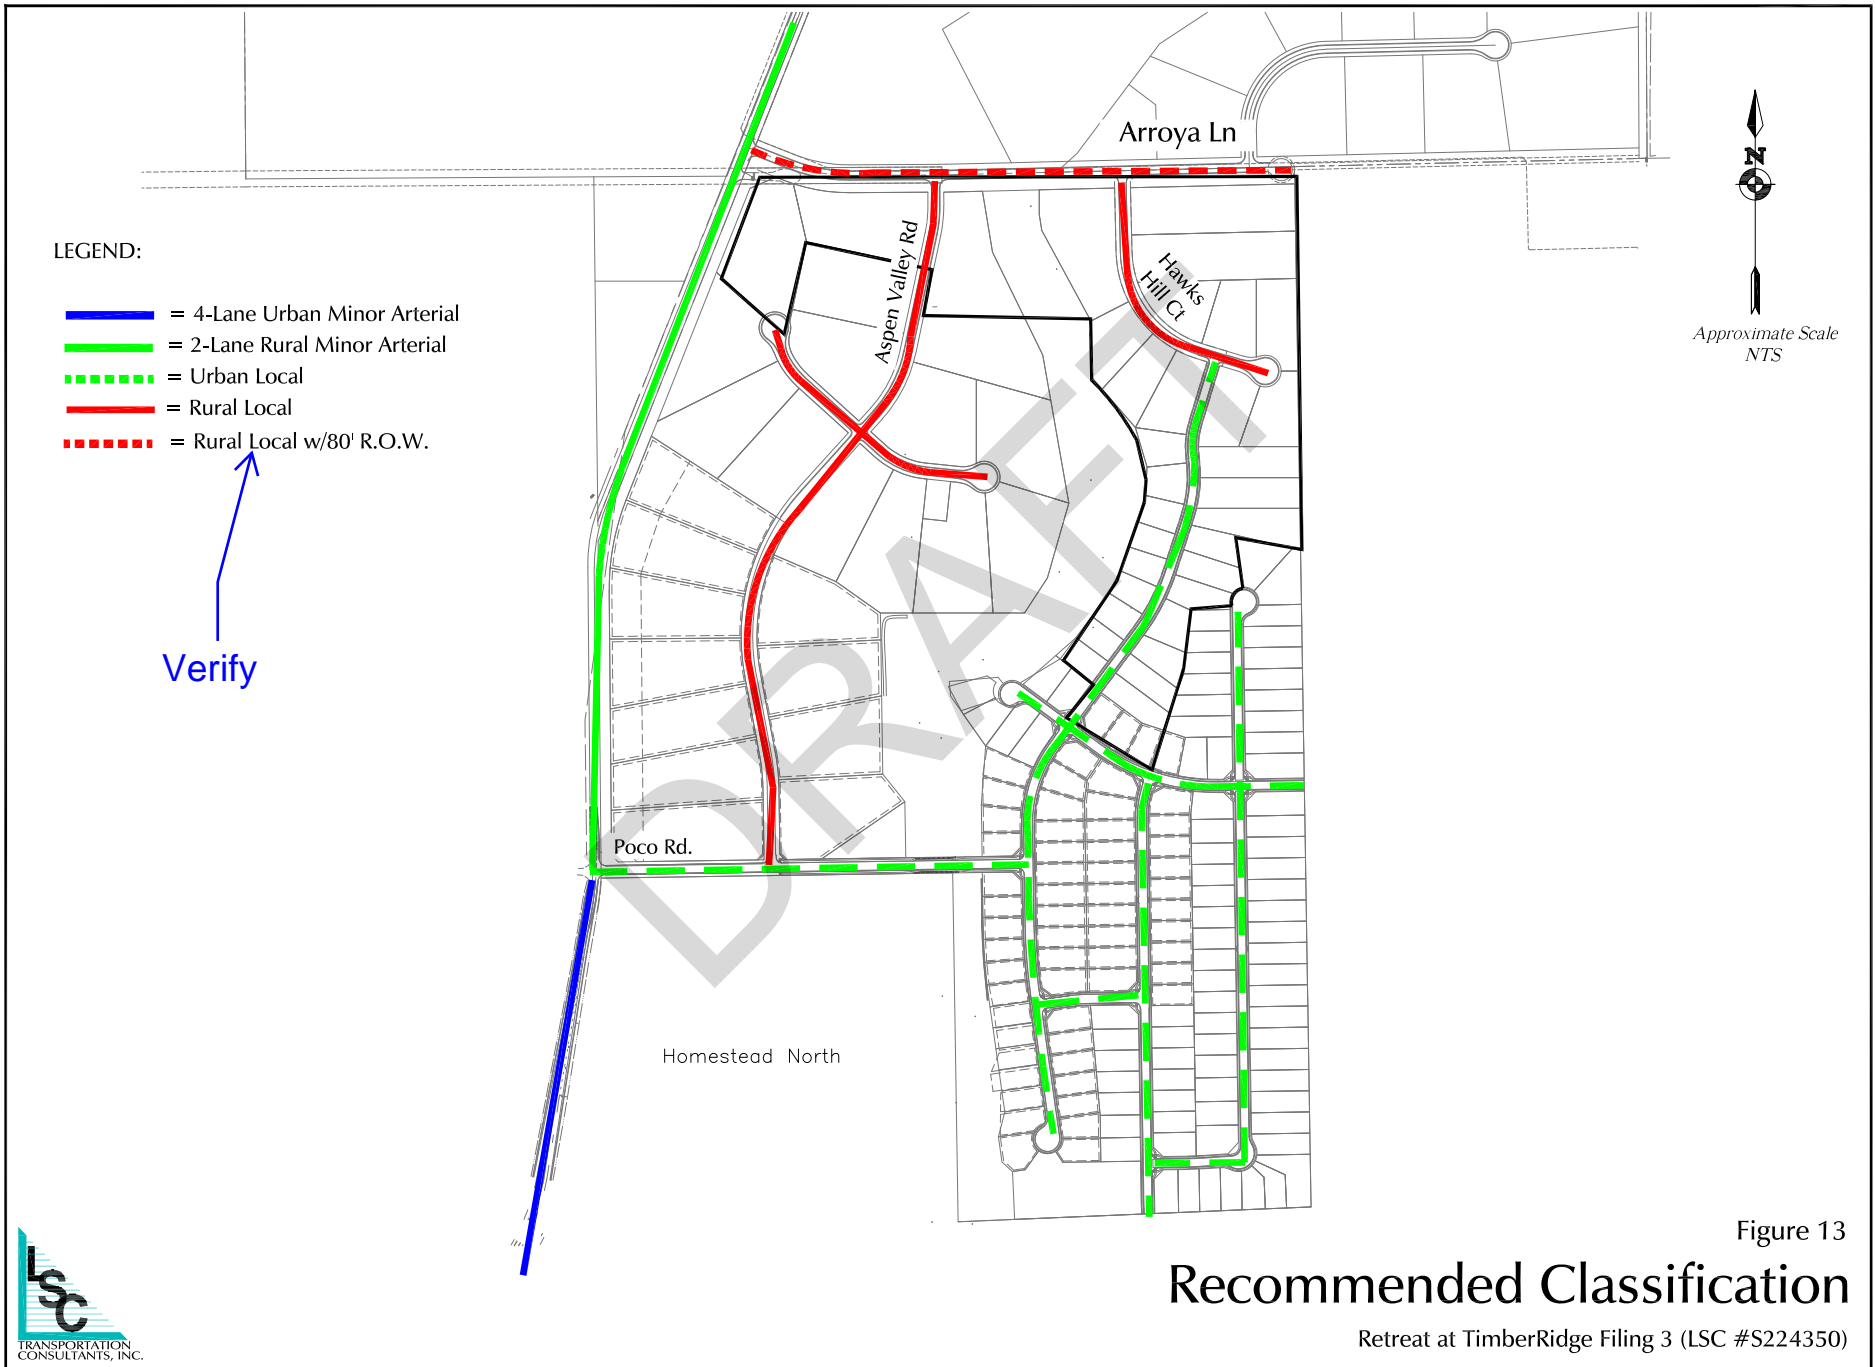 Arroya Ln
N
Approximate Scale
NTS
LEGEND:
= 4-Lane Urban Minor Arterial
= 2-Lane Rural Minor Arterial
= Urban Local
= Rural Local
= Rural Local w/80' R.O.W.
Verify
Aspen Valley Rd
Hawks
Hill Ct
DRAFT
Poco Rd.
Homestead North
Figure 13
Recommended Classification
Retreat at TimberRidge Filing 3 (LSC #S224350)
LSC
TRANSPORTATION
CONSULTANTS, INC.